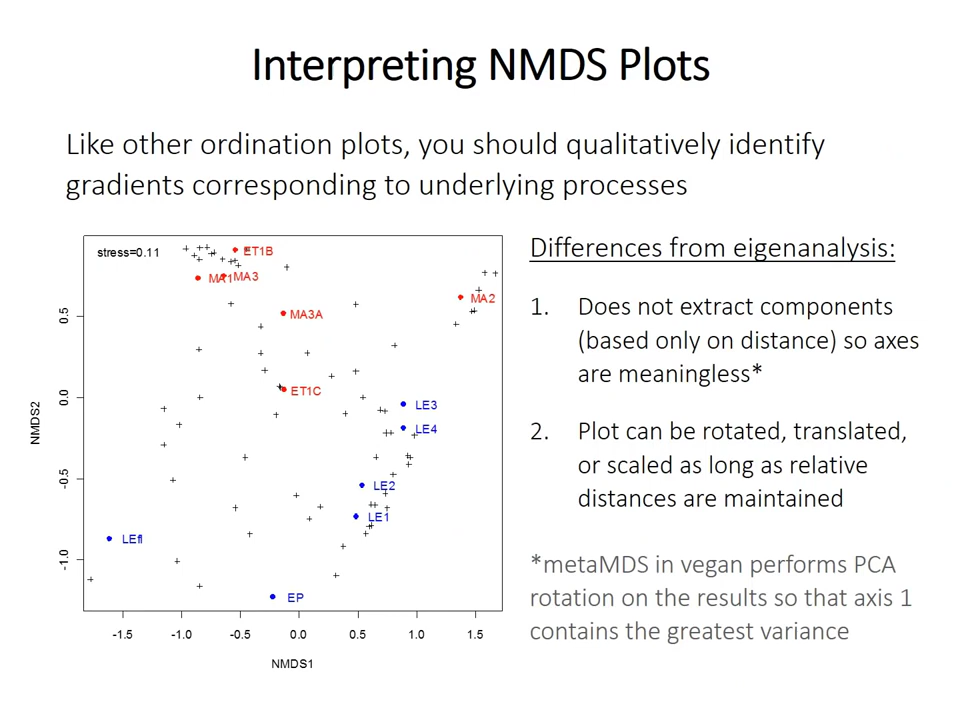 Interpreting NMDS Plots
Like other ordination plots, you should qualitatively identify
gradients corresponding to underlying processes
stress=0.11
ET1B
MA1
MA3
MA2
MA3A
ET1C
LE3
LE4
LE2
LE1
LEfl
EP
0.5
0.0
-0.5
-1.0
NMDS2
-1.5 -1.0 -0.5 0.0 0.5 1.0 1.5
NMDS1
Differences from eigenanalysis:
1. Does not extract components
(based only on distance) so axes
are meaningless*
2. Plot can be rotated, translated,
or scaled as long as relative
distances are maintained
*metaMDS in vegan performs PCA
rotation on the results so that axis 1
contains the greatest variance